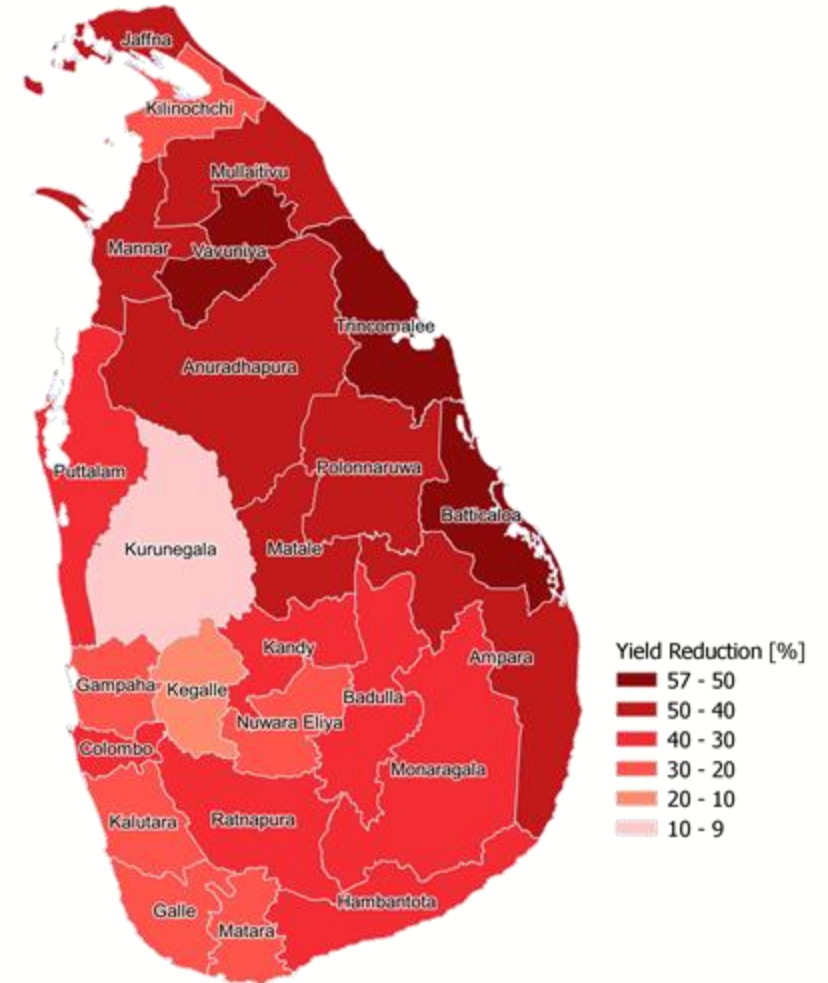 Jaffna
Kilinochchi
Mullaitivu
Mannar
Vavuniya
Trincomalee
Anuradhapura
Puttalam
Polonnaruwa
Batticaloa
Kurunegala
Matale
Kandy
Ampara
Gampaha
Kegalle
Badulla
Nuwara Eliya
Colombo
Monaragala
Kalutara
Ratnapura
Hambantota
Galle
Matara
Yield Reduction [%]
57 - 50
50 - 40
40 - 30
30 - 20
20 - 10
10 - 9